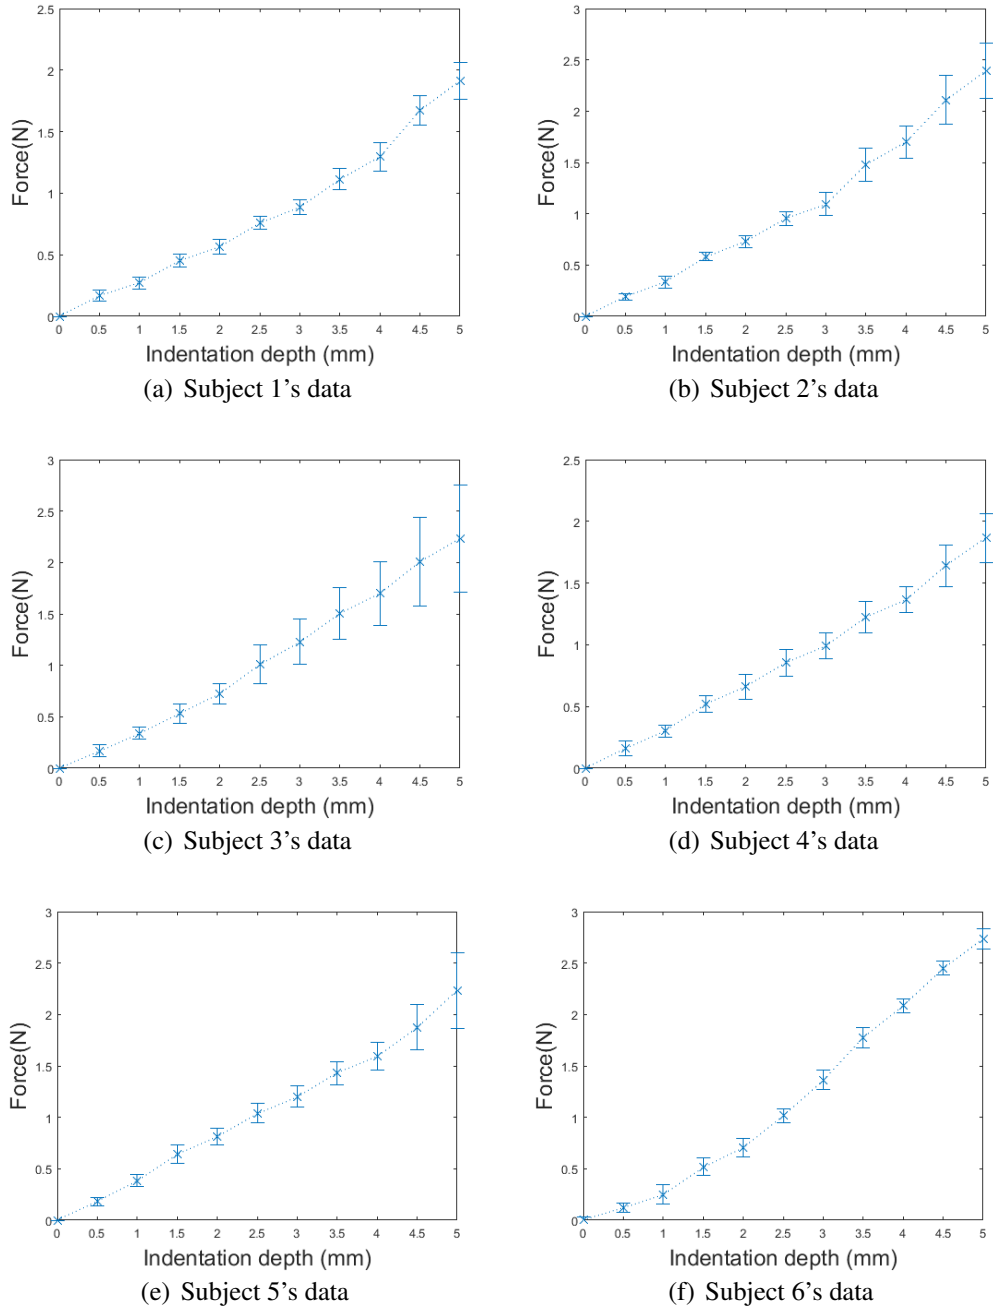 2.5
2
1.5
1
0.5
0
Force(N)
0 0.5 1 1.5 2 2.5 3 3.5 4 4.5 5
Indentation depth (mm)
(a) Subject 1's data
3
2.5
2
1.5
1
0.5
0
Force(N)
0 0.5 1 1.5 2 2.5 3 3.5 4 4.5 5
Indentation depth (mm)
(b) Subject 2's data
3
2.5
2
1.5
1
0.5
0
Force(N)
0 0.5 1 1.5 2 2.5 3 3.5 4 4.5 5
Indentation depth (mm)
(c) Subject 3's data
2.5
2
1.5
1
0.5
0
Force(N)
0 0.5 1 1.5 2 2.5 3 3.5 4 4.5 5
Indentation depth (mm)
(d) Subject 4's data
3
2.5
2
1.5
1
0.5
0
Force(N)
0 0.5 1 1.5 2 2.5 3 3.5 4 4.5 5
Indentation depth (mm)
(e) Subject 5's data
3
2.5
2
1.5
1
0.5
0
Force(N)
0 0.5 1 1.5 2 2.5 3 3.5 4 4.5 5
Indentation depth (mm)
(f) Subject 6's data